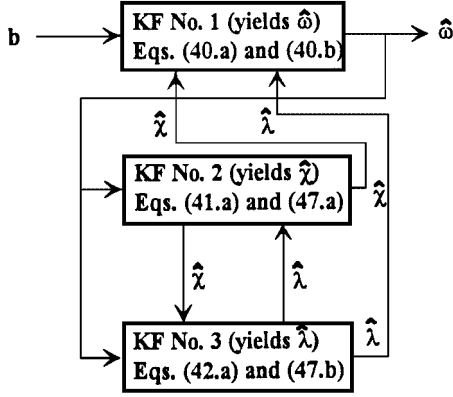 b
KF No. 1 (yields ω̂)
Eqs. (40.a) and (40.b)
ω̂
χ̂
λ̂
KF No. 2 (yields χ̂)
Eqs. (41.a) and (47.a)
χ̂
χ̂
λ̂
KF No. 3 (yields λ̂)
Eqs. (42.a) and (47.b)
λ̂